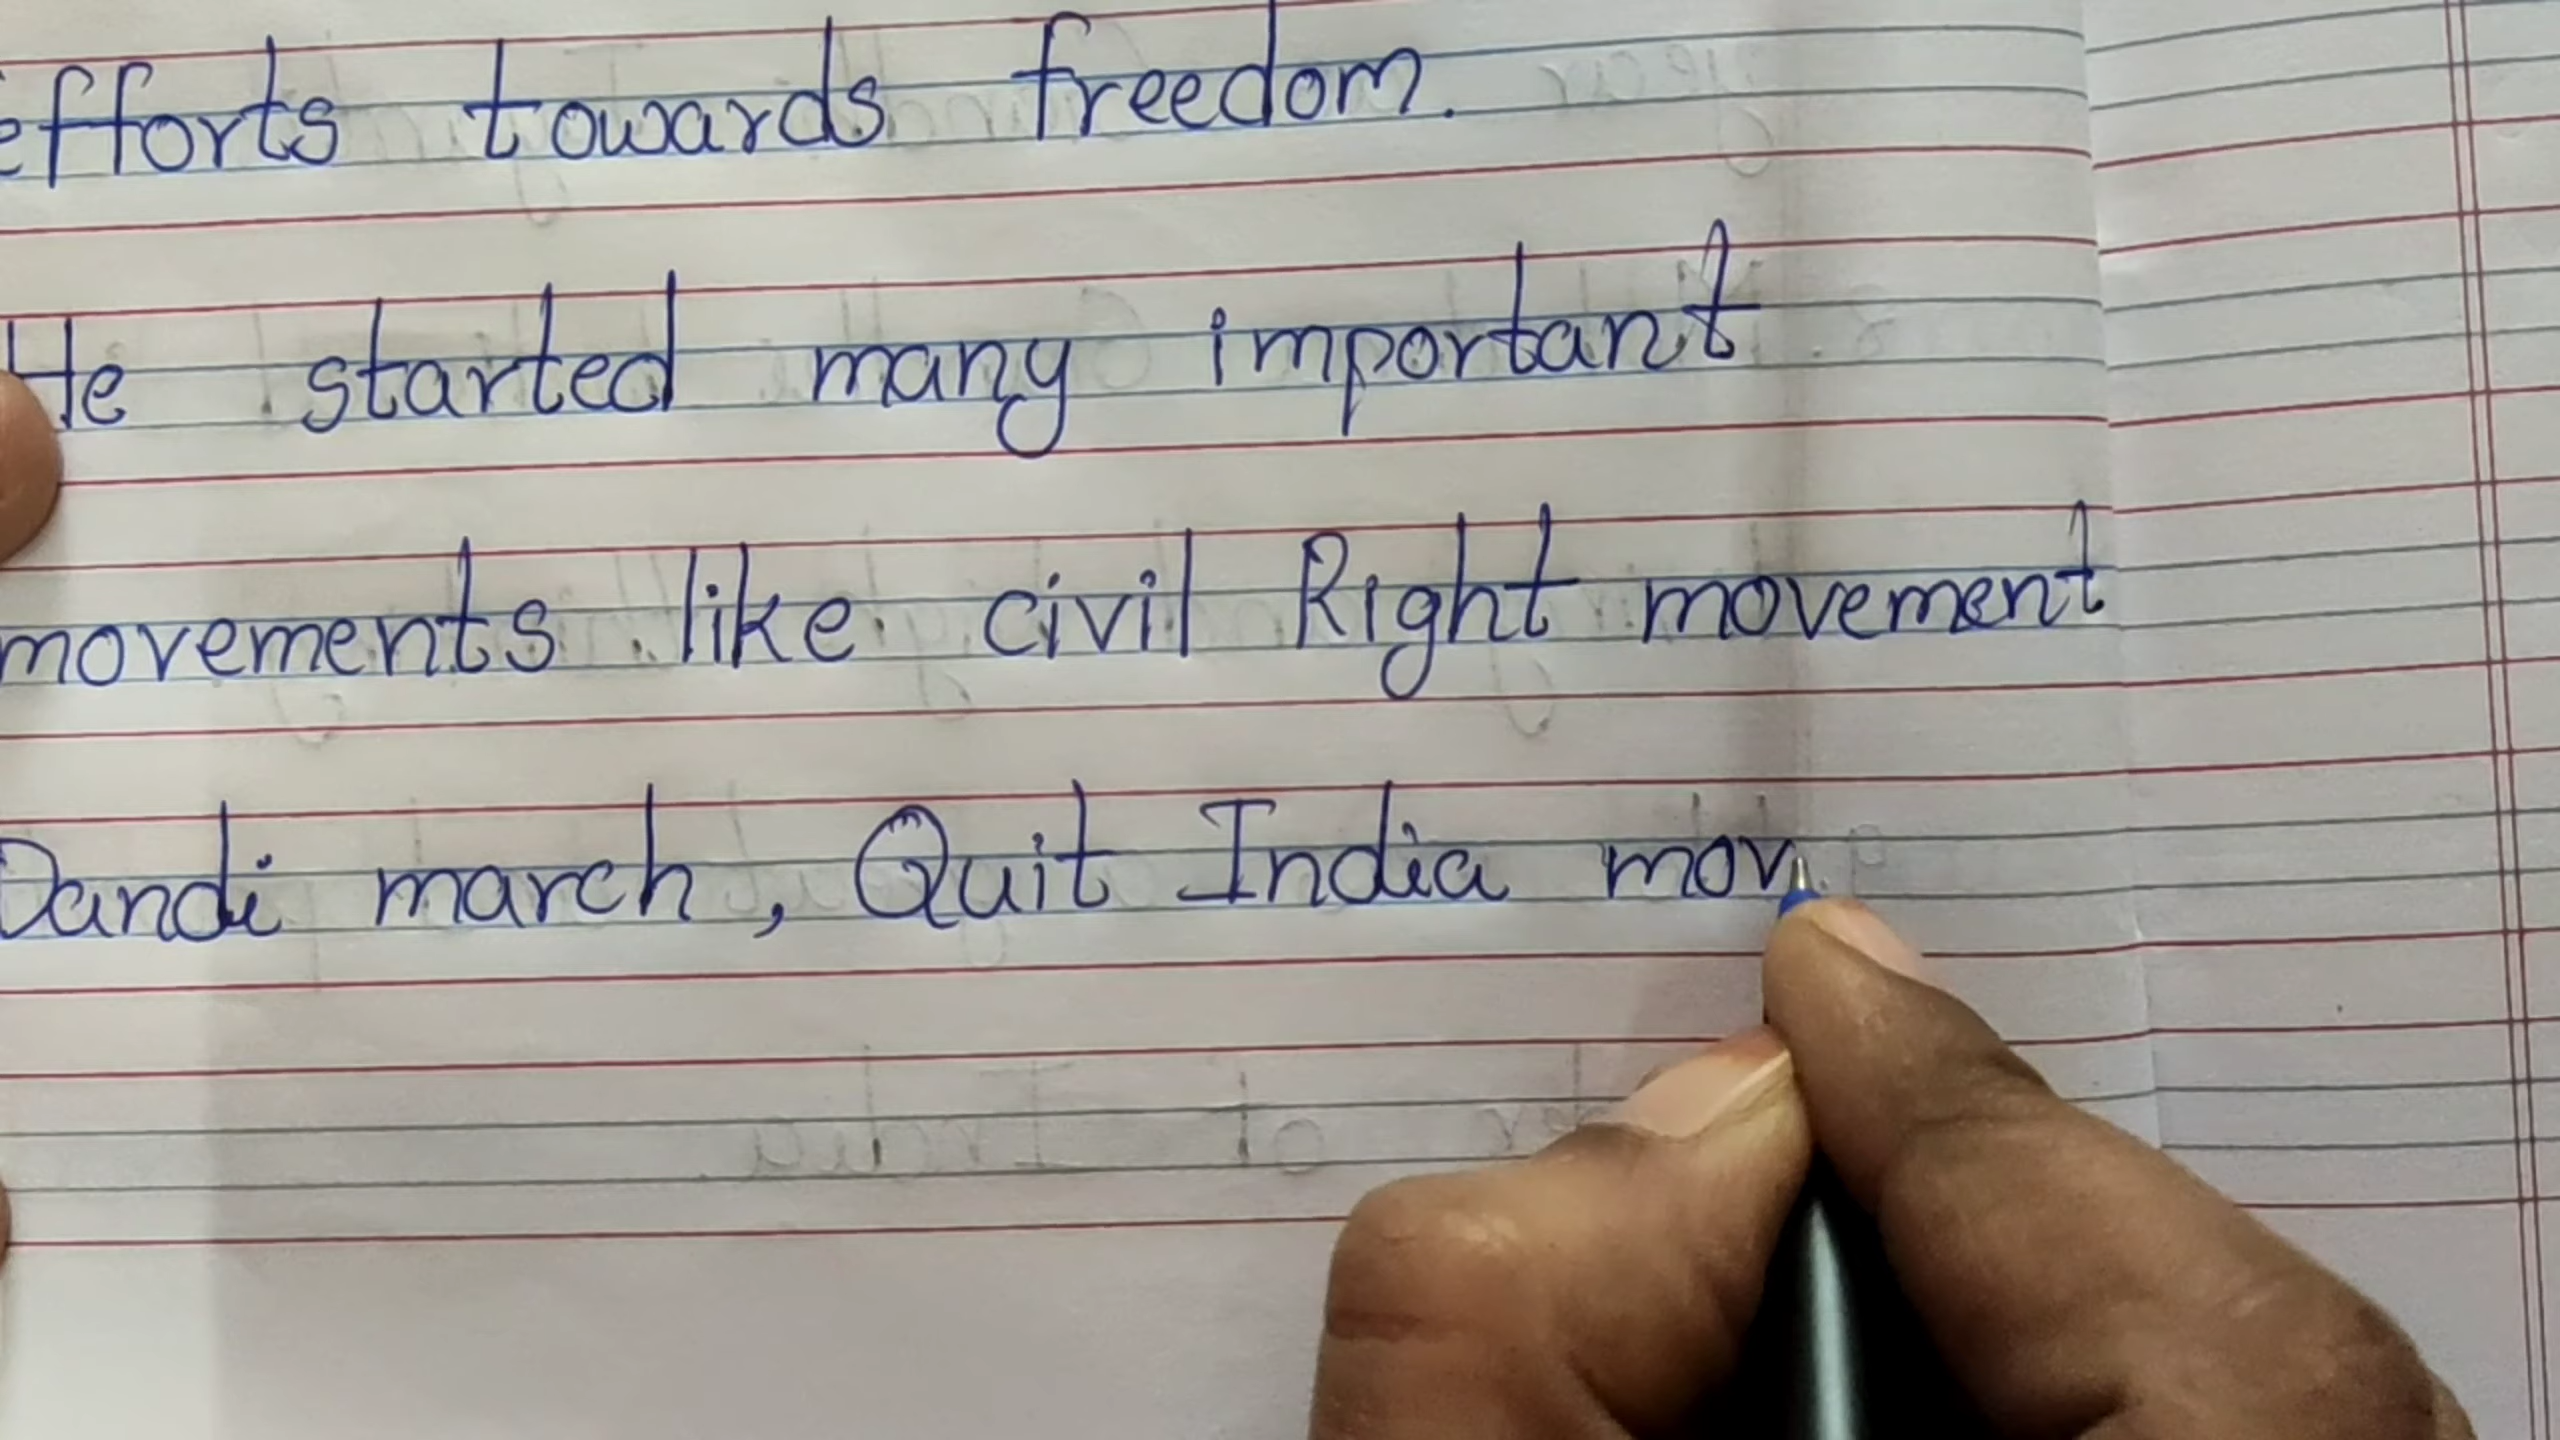 efforts towards freedom.
He started many important
movements like civil Right movement
Dandi march, Quit India mov